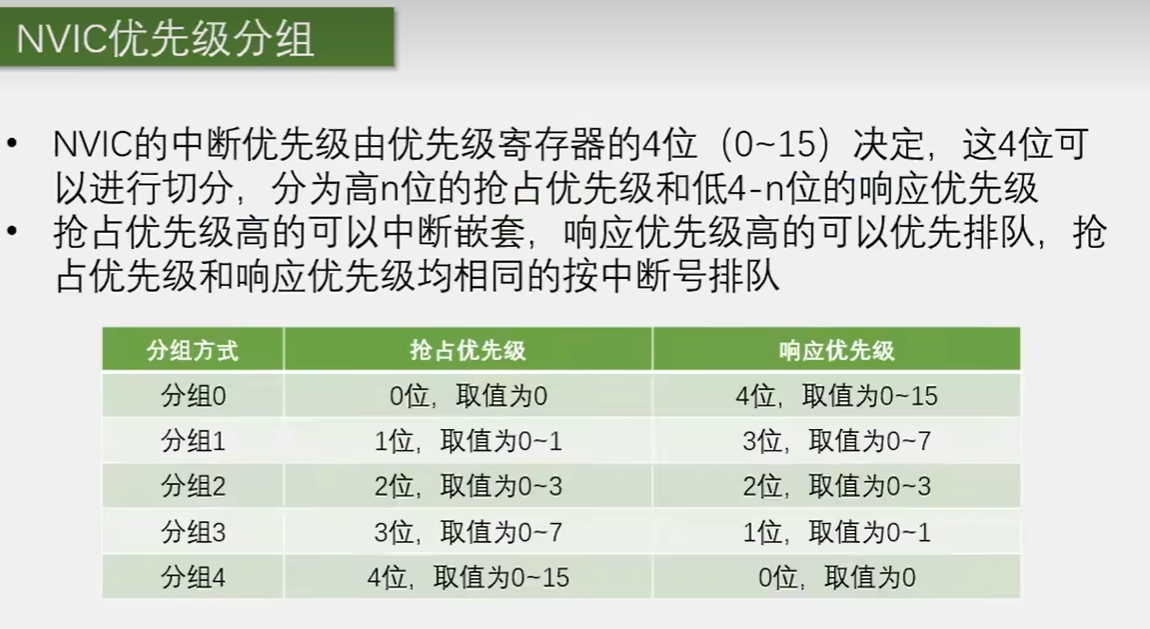 NVIC优先级分组
• NVIC的中断优先级由优先级寄存器的4位（0~15）决定，这4位可
以进行切分，分为高n位的抢占优先级和低4-n位的响应优先级
• 抢占优先级高的可以中断嵌套，响应优先级高的可以优先排队，抢
占优先级和响应优先级均相同的按中断号排队
分组方式 抢占优先级 响应优先级
分组0 0位，取值为0 4位，取值为0~15
分组1 1位，取值为0~1 3位，取值为0~7
分组2 2位，取值为0~3 2位，取值为0~3
分组3 3位，取值为0~7 1位，取值为0~1
分组4 4位，取值为0~15 0位，取值为0